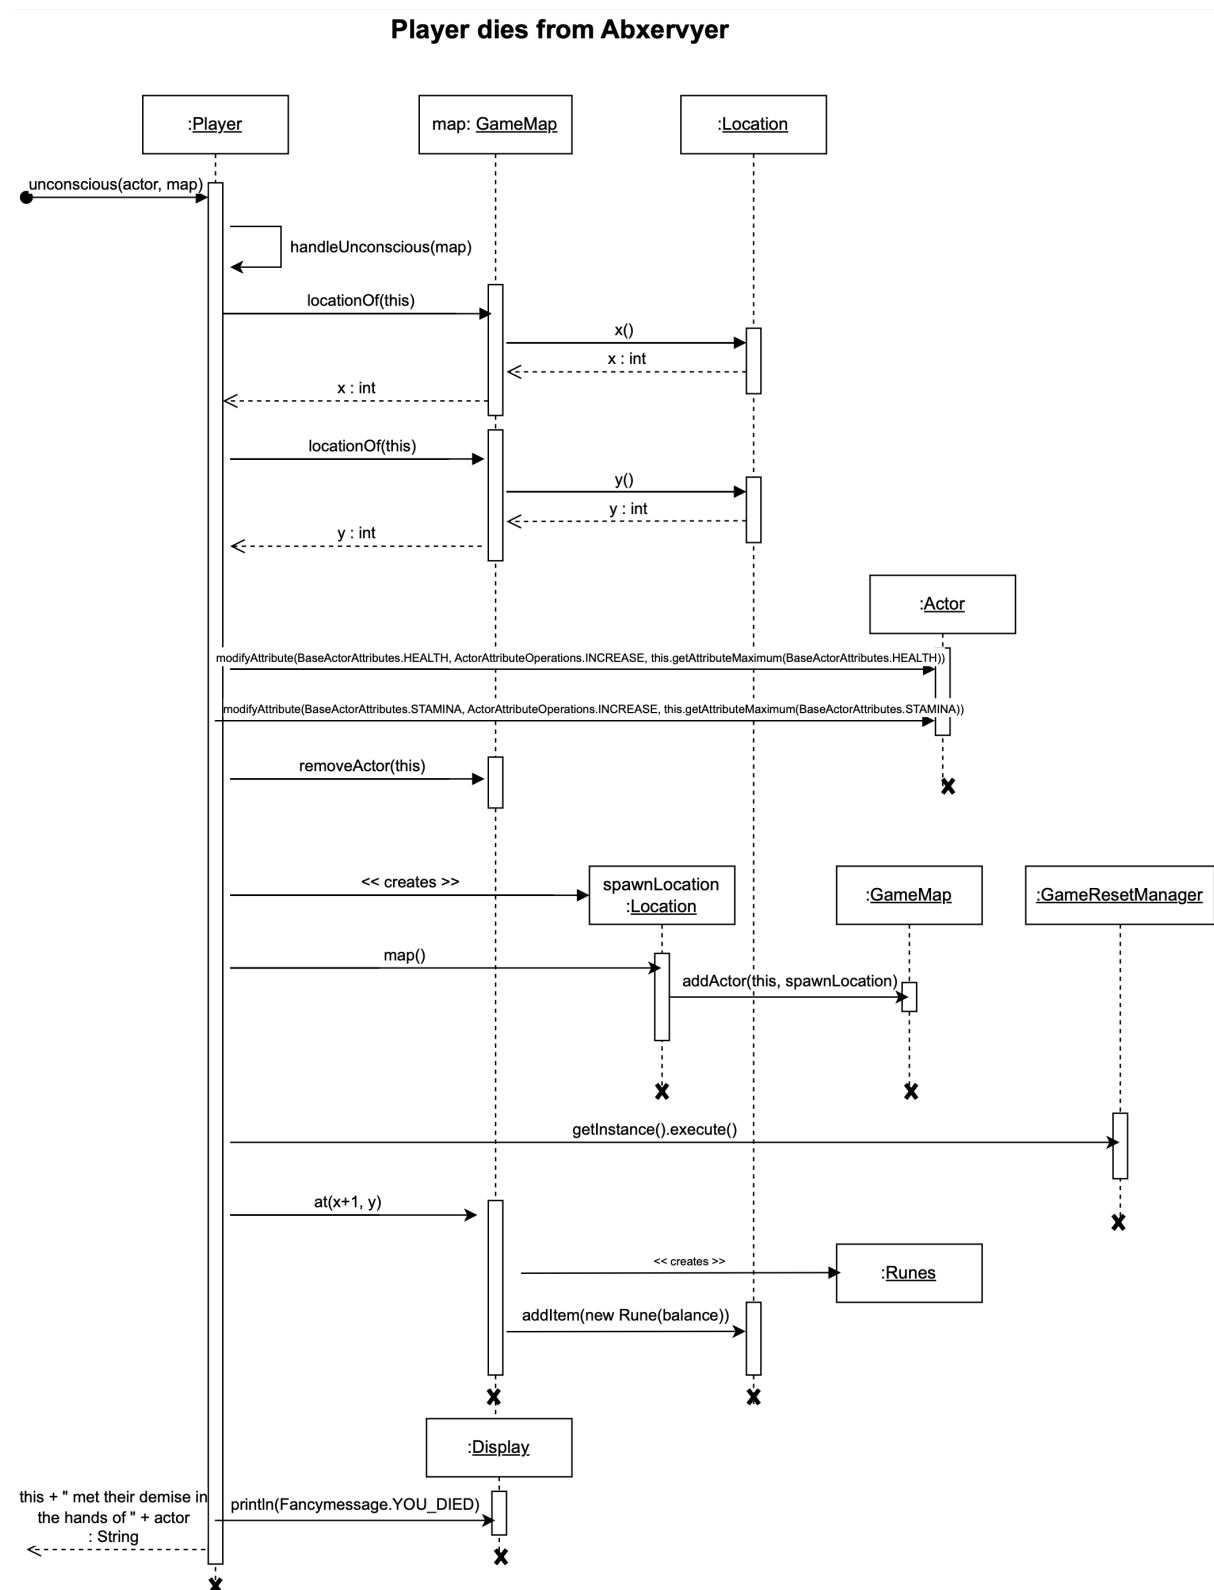 Player dies from Abxervyer
:Player
map: GameMap
:Location
unconscious(actor, map)
handleUnconscious(map)
locationOf(this)
x()
x : int
x : int
locationOf(this)
y()
y : int
y : int
:Actor
modifyAttribute(BaseActorAttributes.HEALTH, ActorAttributeOperations.INCREASE, this.getAttributeMaximum(BaseActorAttributes.HEALTH))
modifyAttribute(BaseActorAttributes.STAMINA, ActorAttributeOperations.INCREASE, this.getAttributeMaximum(BaseActorAttributes.STAMINA))
removeActor(this)
<< creates >>
spawnLocation
:Location
:GameMap
:GameResetManager
map()
addActor(this, spawnLocation)
getInstance().execute()
at(x+1, y)
<< creates >>
:Runes
addItem(new Rune(balance))
:Display
println(Fancymessage.YOU_DIED)
this + " met their demise in
the hands of " + actor
: String